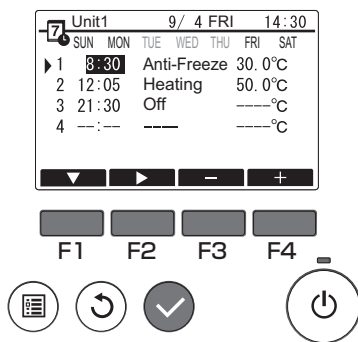 7 Unit1 9/ 4 FRI 14:30
SUN MON TUE WED THU FRI SAT
1 8:30 Anti-Freeze 30.0°C
2 12:05 Heating 50.0°C
3 21:30 Off ----°C
4 --:-- ---- ----°C
− +
F1 F2 F3 F4